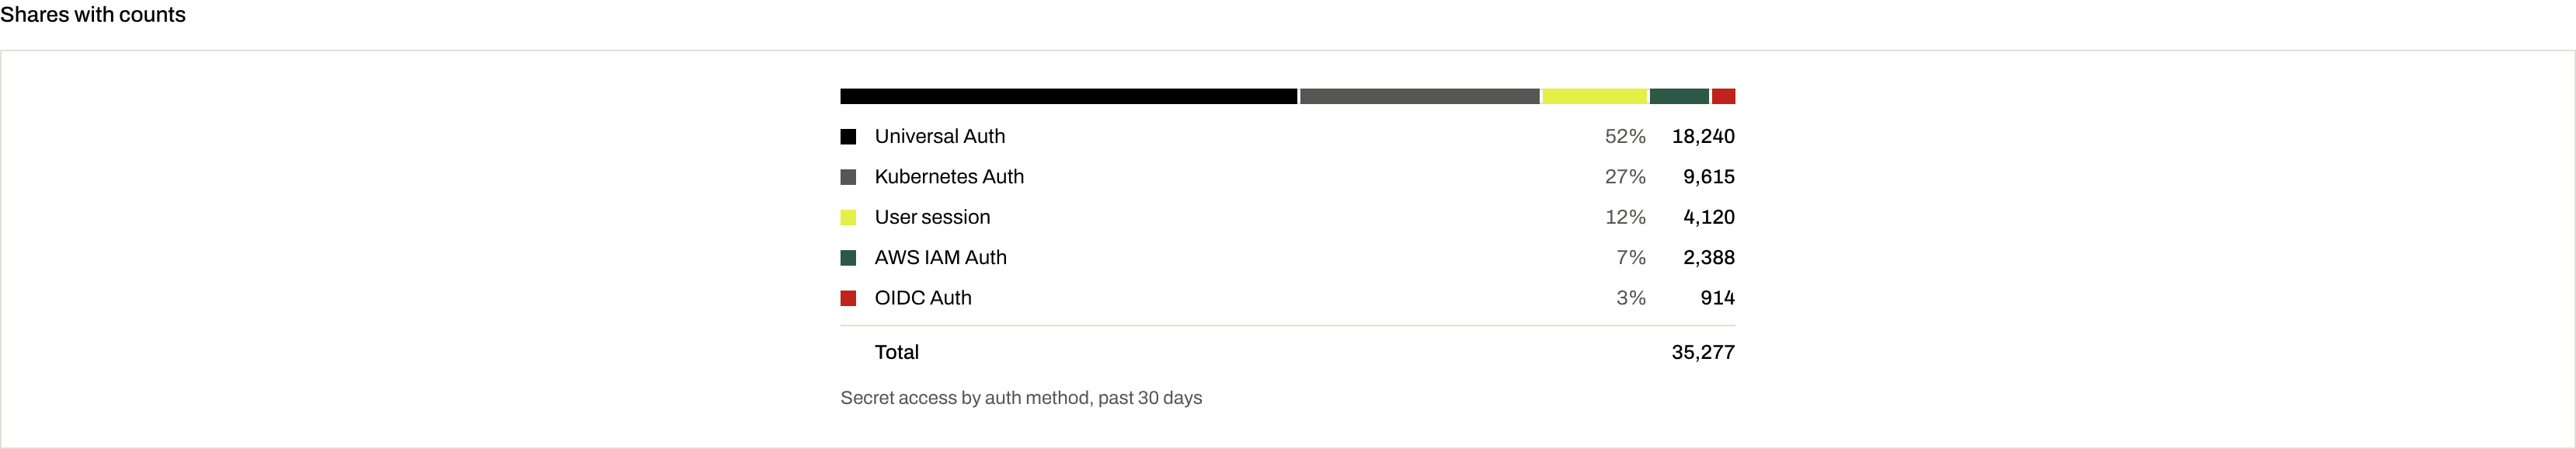 Shares with counts
Universal Auth 52% 18,240
Kubernetes Auth 27% 9,615
User session 12% 4,120
AWS IAM Auth 7% 2,388
OIDC Auth 3% 914
Total 35,277
Secret access by auth method, past 30 days